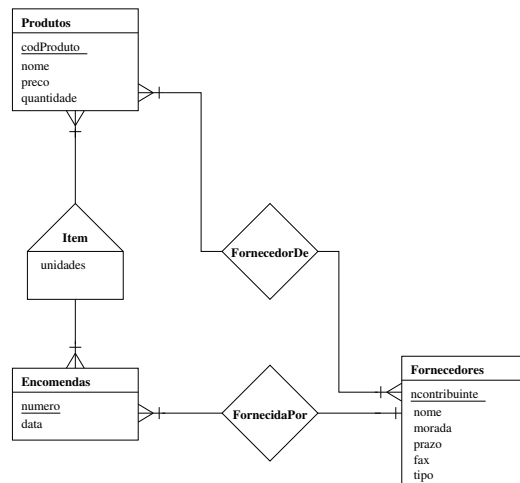 Produtos
codProduto
nome
preco
quantidade
Item
unidades
FornecedorDe
Encomendas
numero
data
FornecidaPor
Fornecedores
ncontribuinte
nome
morada
prazo
fax
tipo